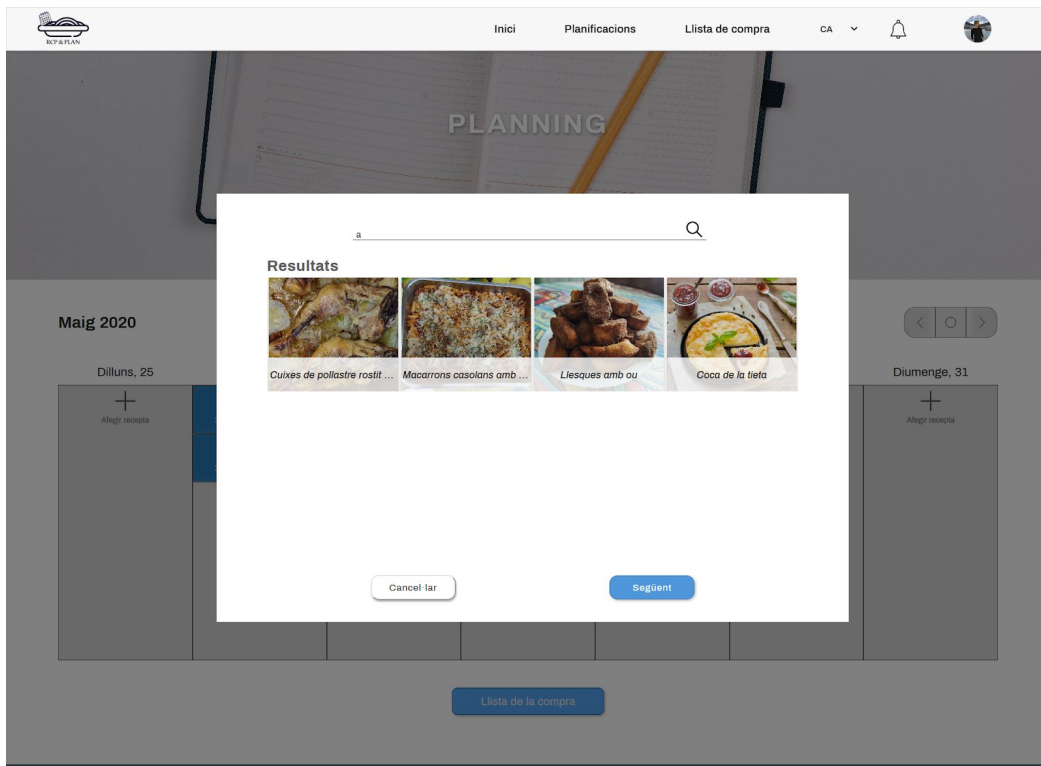 RCP & PLAN
Inici
Planificacions
Llista de compra
CA
PLANNING
a
Resultats
Cuixes de pollastre rostit ...
Macarrons casolans amb ...
Llesques amb ou
Coca de la tieta
Maig 2020
Dilluns, 25
Diumenge, 31
Afegir recepta
Afegir recepta
Cancel·lar
Següent
Llista de la compra